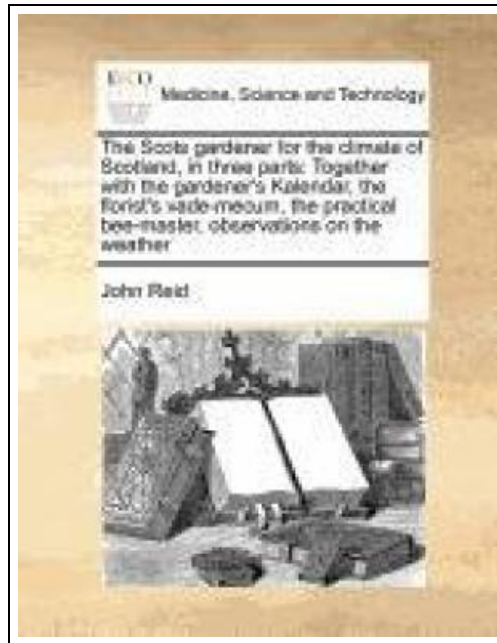 ECCO
Medicine, Science and Technology
The Scots gardener for the climate of
Scotland, in three parts: Together
with the gardener's Kalendar, the
florist's vade-mecum, the practical
bee-master, observations on the
weather
John Reid